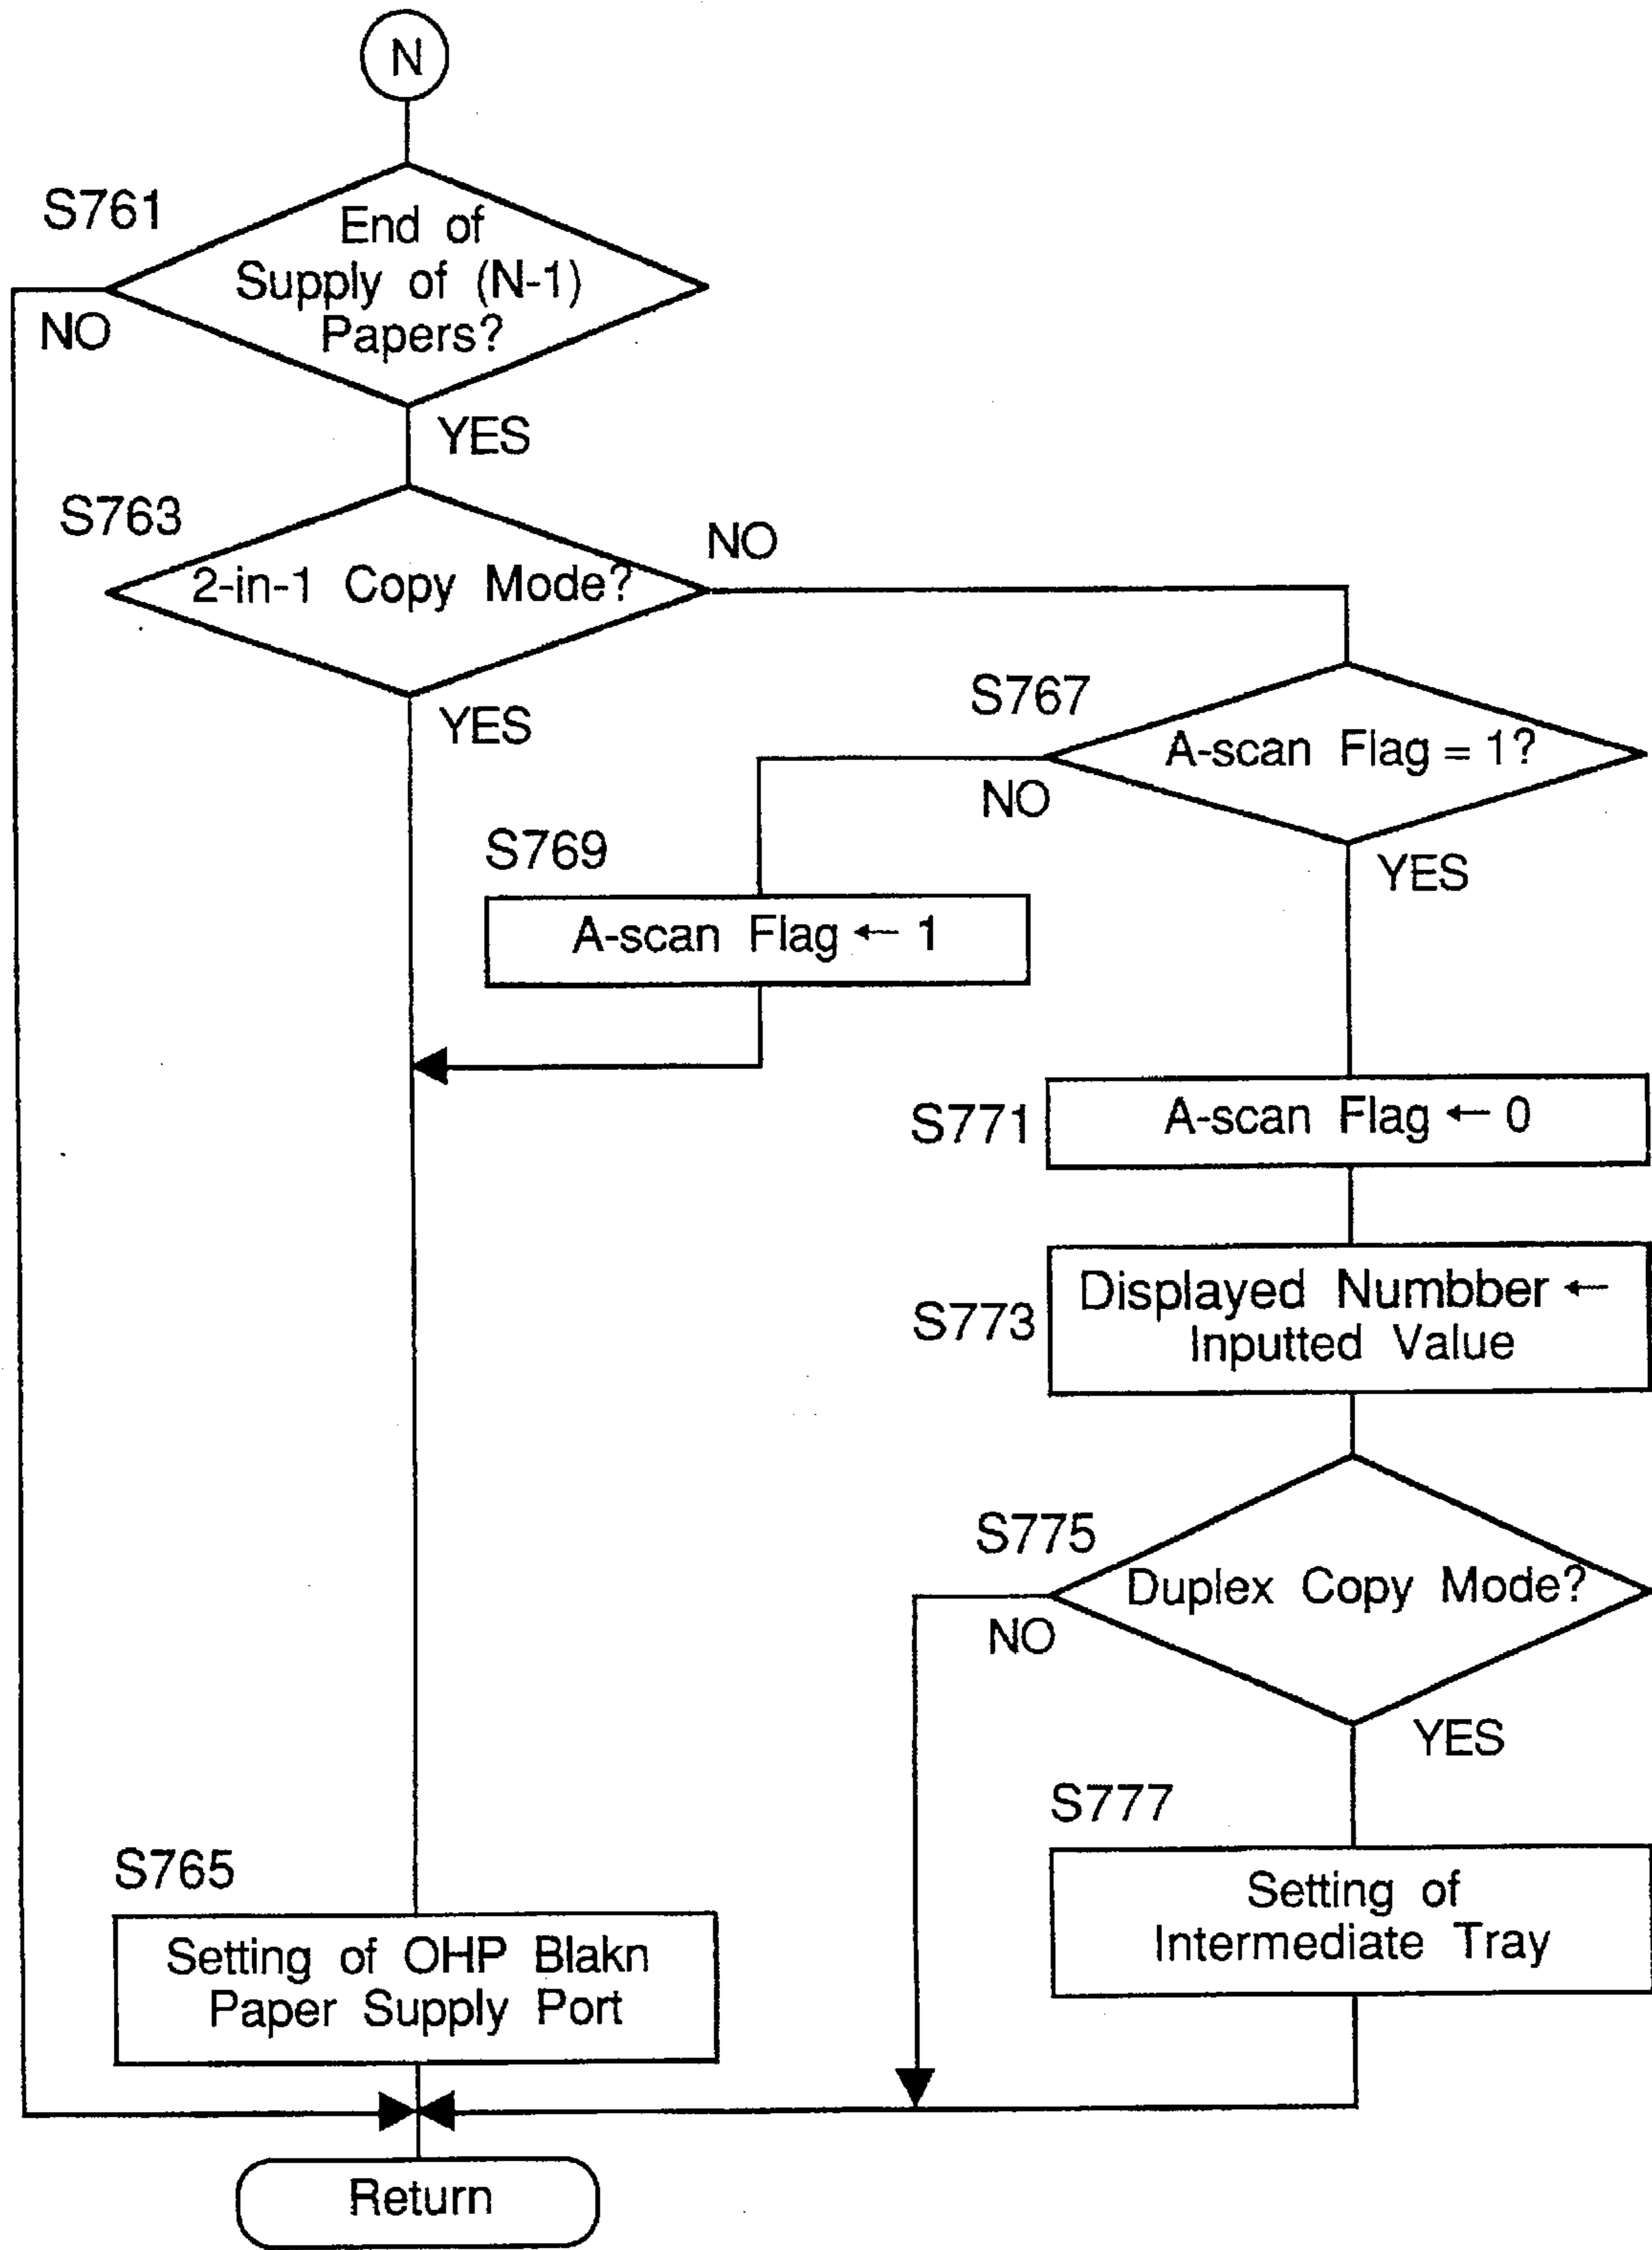 N
S761
End of
Supply of (N-1)
Papers?
NO
YES
S763
2-in-1 Copy Mode?
NO
YES
S767
A-scan Flag = 1?
NO
YES
S769
A-scan Flag ← 1
S771
A-scan Flag ← 0
S773
Displayed Numbber ←
Inputted Value
S775
Duplex Copy Mode?
NO
YES
S777
Setting of
Intermediate Tray
S765
Setting of OHP Blakn
Paper Supply Port
Return